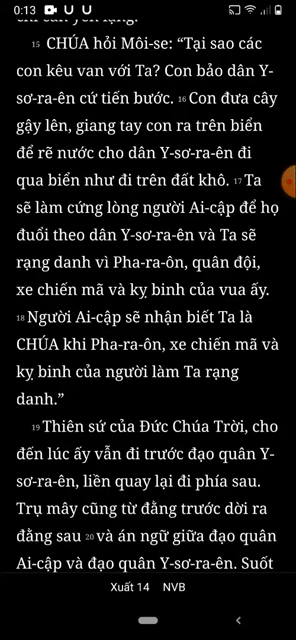 0:13
chỉ cần yên lặng.”
15 CHÚA hỏi Môi-se: “Tại sao các
con kêu van với Ta? Con bảo dân Y-
sơ-ra-ên cứ tiến bước. 16 Con đưa cây
gậy lên, giang tay con ra trên biển
để rẽ nước cho dân Y-sơ-ra-ên đi
qua biển như đi trên đất khô. 17 Ta
sẽ làm cứng lòng người Ai-cập để họ
đuổi theo dân Y-sơ-ra-ên và Ta sẽ
rạng danh vì Pha-ra-ôn, quân đội,
xe chiến mã và kỵ binh của vua ấy.
18 Người Ai-cập sẽ nhận biết Ta là
CHÚA khi Pha-ra-ôn, xe chiến mã và
kỵ binh của người làm Ta rạng
danh.”
19 Thiên sứ của Đức Chúa Trời, cho
đến lúc ấy vẫn đi trước đạo quân Y-
sơ-ra-ên, liền quay lại đi phía sau.
Trụ mây cũng từ đằng trước dời ra
đằng sau 20 và án ngữ giữa đạo quân
Ai-cập và đạo quân Y-sơ-ra-ên. Suốt
Xuất 14 NVB